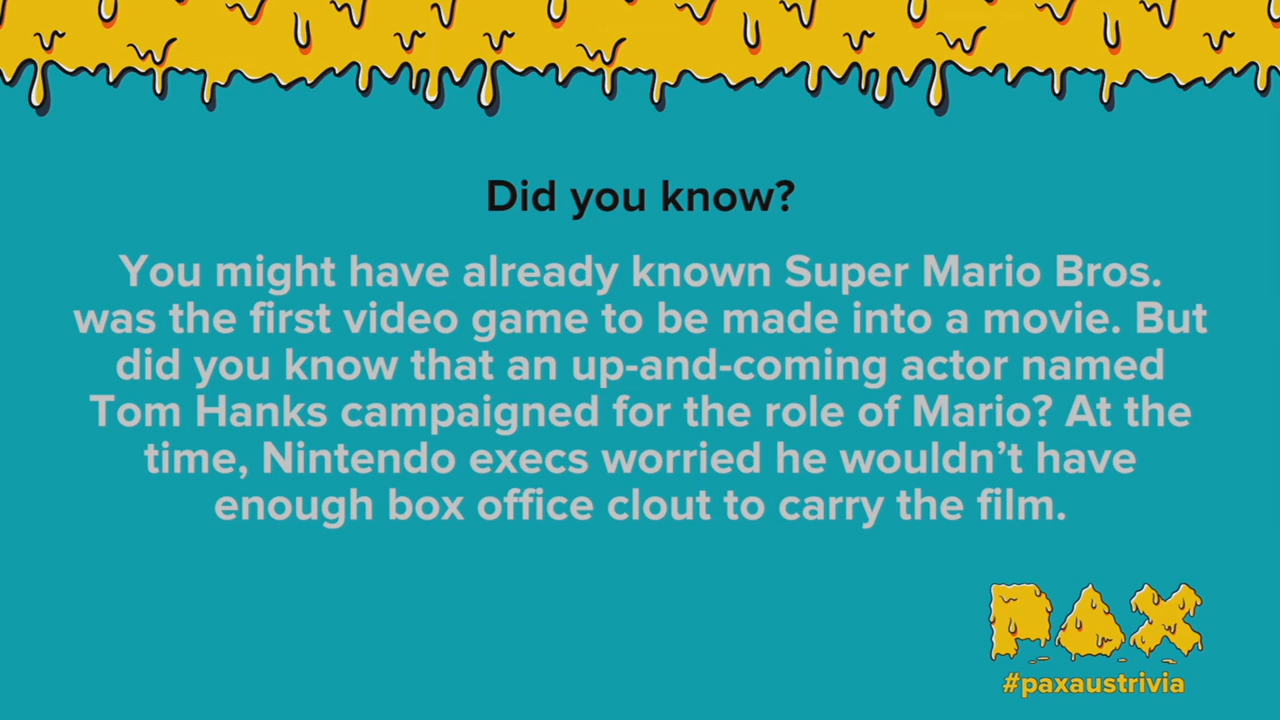 Did you know?
You might have already known Super Mario Bros.
was the first video game to be made into a movie. But
did you know that an up-and-coming actor named
Tom Hanks campaigned for the role of Mario? At the
time, Nintendo execs worried he wouldn’t have
enough box office clout to carry the film.
PAX
#paxaustrivia